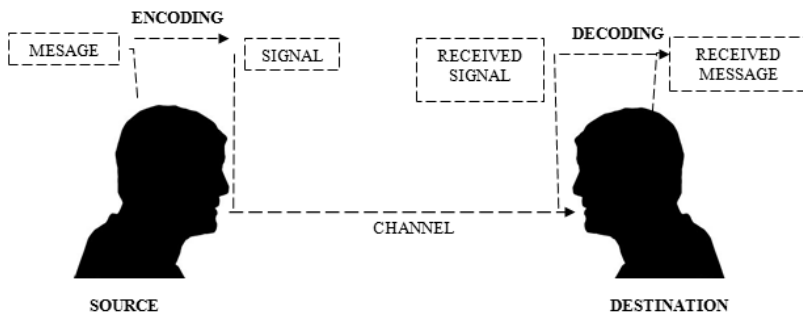 ENCODING
MESAGE
SIGNAL
RECEIVED
SIGNAL
DECODING
RECEIVED
MESSAGE
CHANNEL
SOURCE
DESTINATION